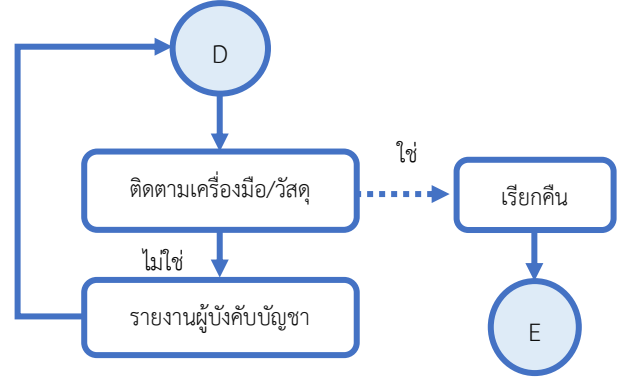 D
ติดตามเครื่องมือ/วัสดุ
ใช่
เรียกคืน
ไม่ใช่
รายงานผู้บังคับบัญชา
E